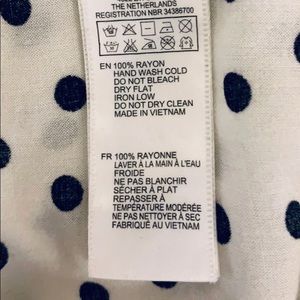 THE NETHERLANDS
REGISTRATION NBR 34386700
EN 100% RAYON
HAND WASH COLD
DO NOT BLEACH
DRY FLAT
IRON LOW
DO NOT DRY CLEAN
MADE IN VIETNAM
FR 100% RAYONNE
LAVER À LA MAIN À L'EAU
FROIDE
NE PAS BLANCHIR
SÉCHER À PLAT
REPASSER À
TEMPÉRATURE MODÉRÉE
NE PAS NETTOYER À SEC
FABRIQUÉ AU VIETNAM